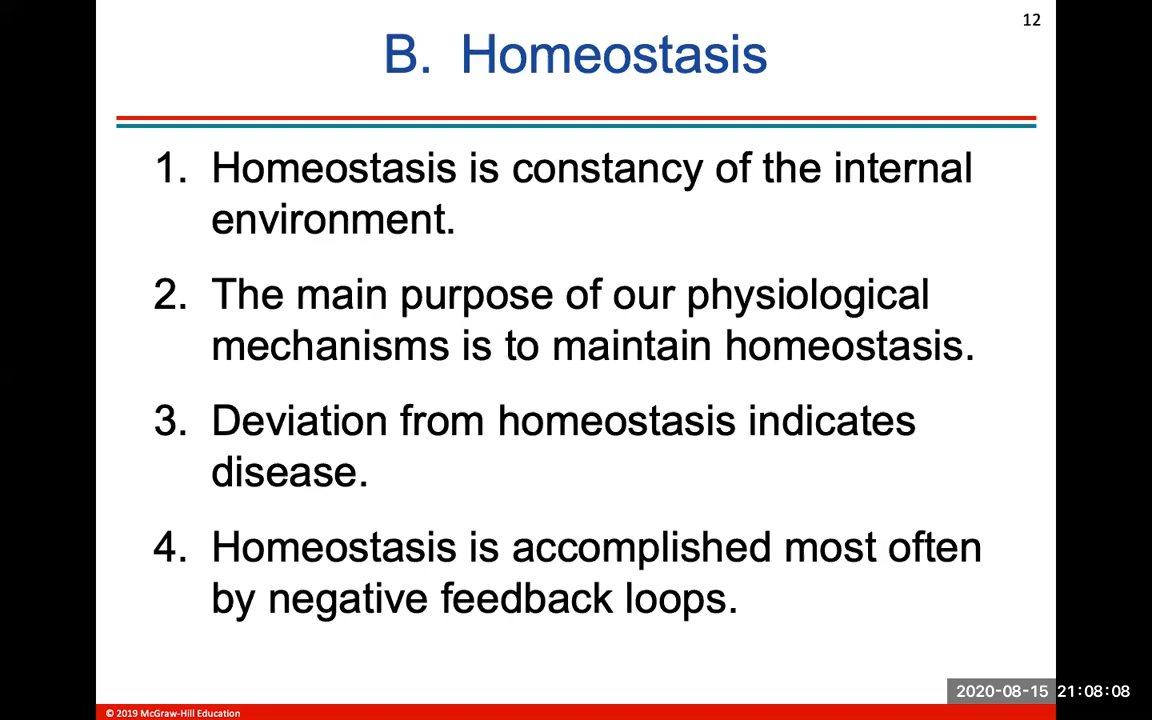 12
B. Homeostasis
1. Homeostasis is constancy of the internal
environment.
2. The main purpose of our physiological
mechanisms is to maintain homeostasis.
3. Deviation from homeostasis indicates
disease.
4. Homeostasis is accomplished most often
by negative feedback loops.
2020-08-15 21:08:08
© 2019 McGraw-Hill Education